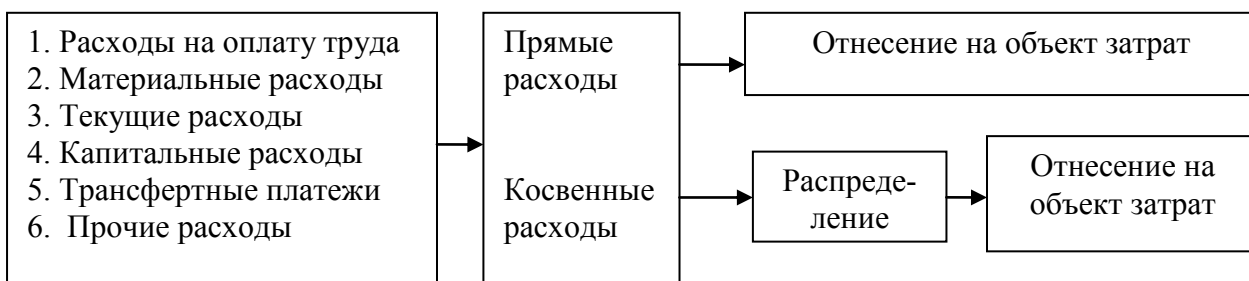 1. Расходы на оплату труда
2. Материальные расходы
3. Текущие расходы
4. Капитальные расходы
5. Трансфертные платежи
6. Прочие расходы
Прямые
расходы
Косвенные
расходы
Отнесение на объект затрат
Распреде-
ление
Отнесение на
объект затрат